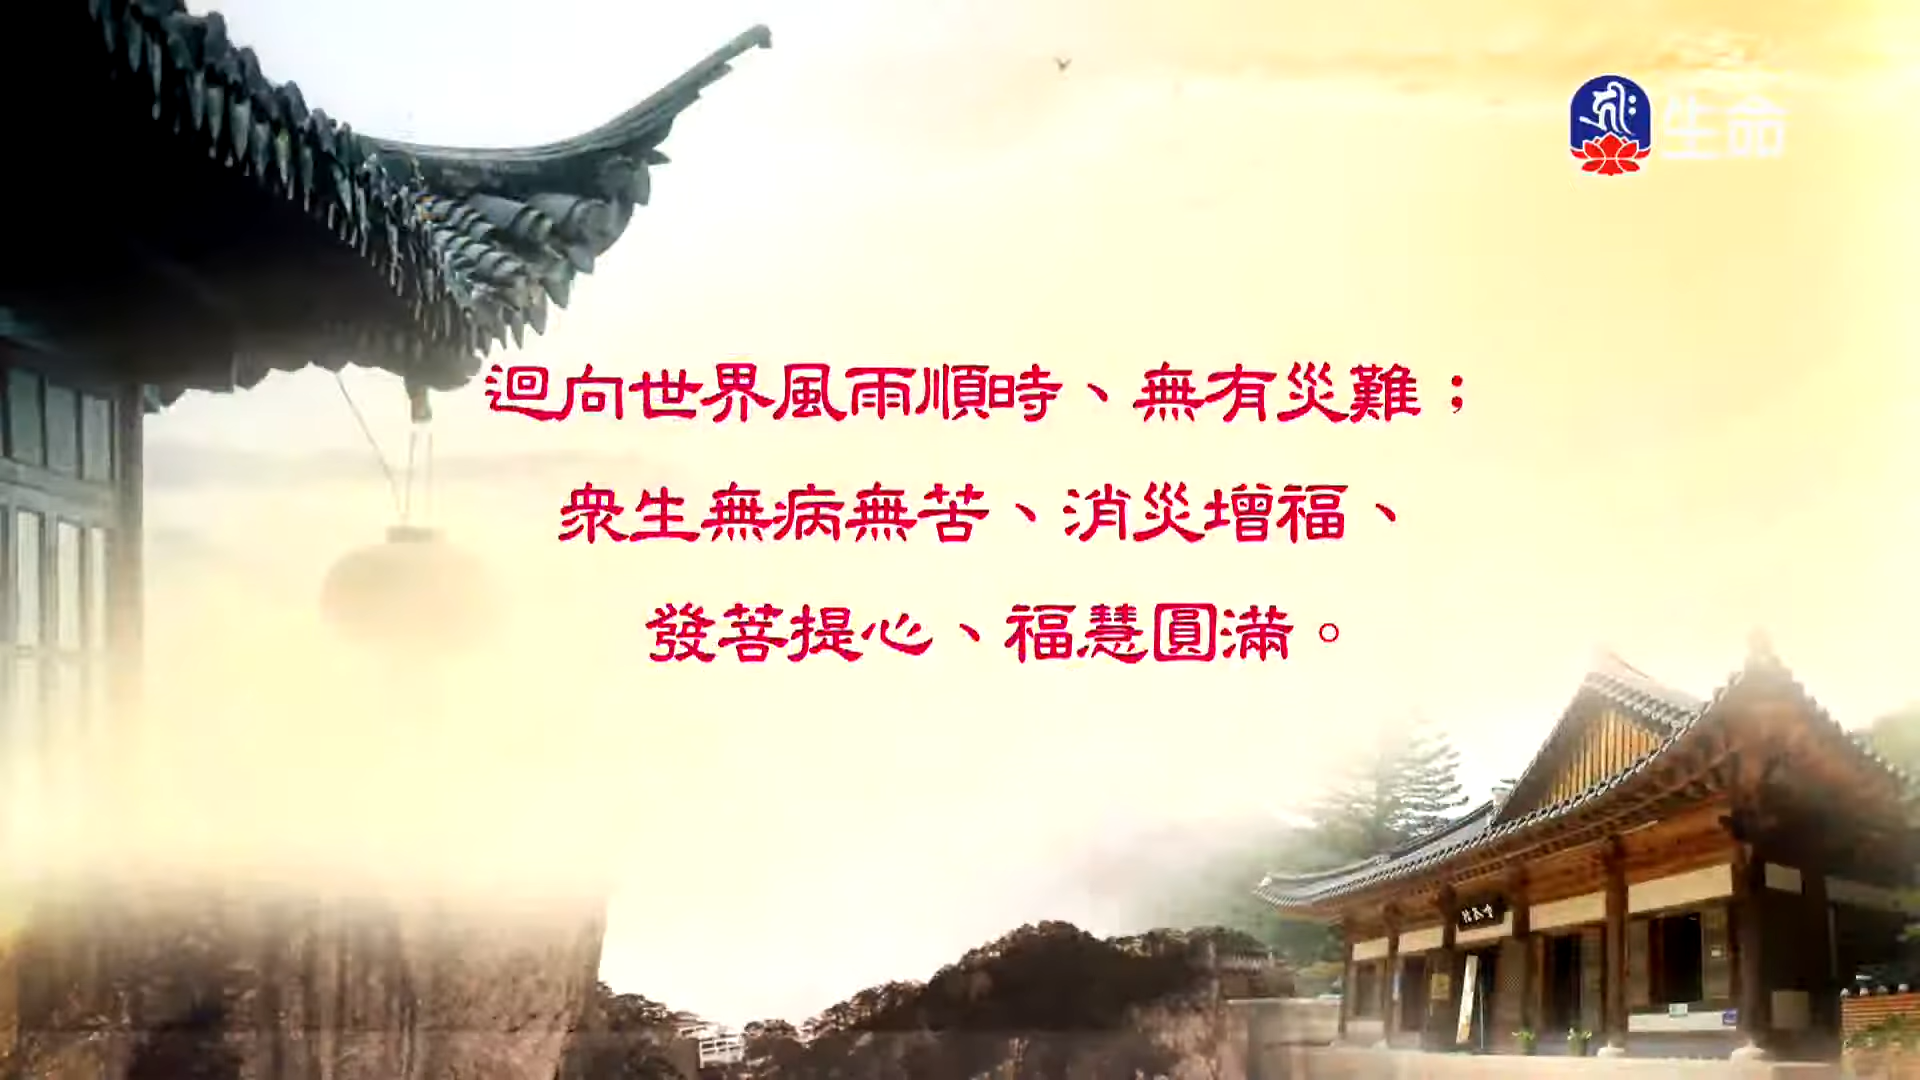 生命
迴向世界風雨順時、無有災難；
衆生無病無苦、消災增福、
發菩提心、福慧圓滿。